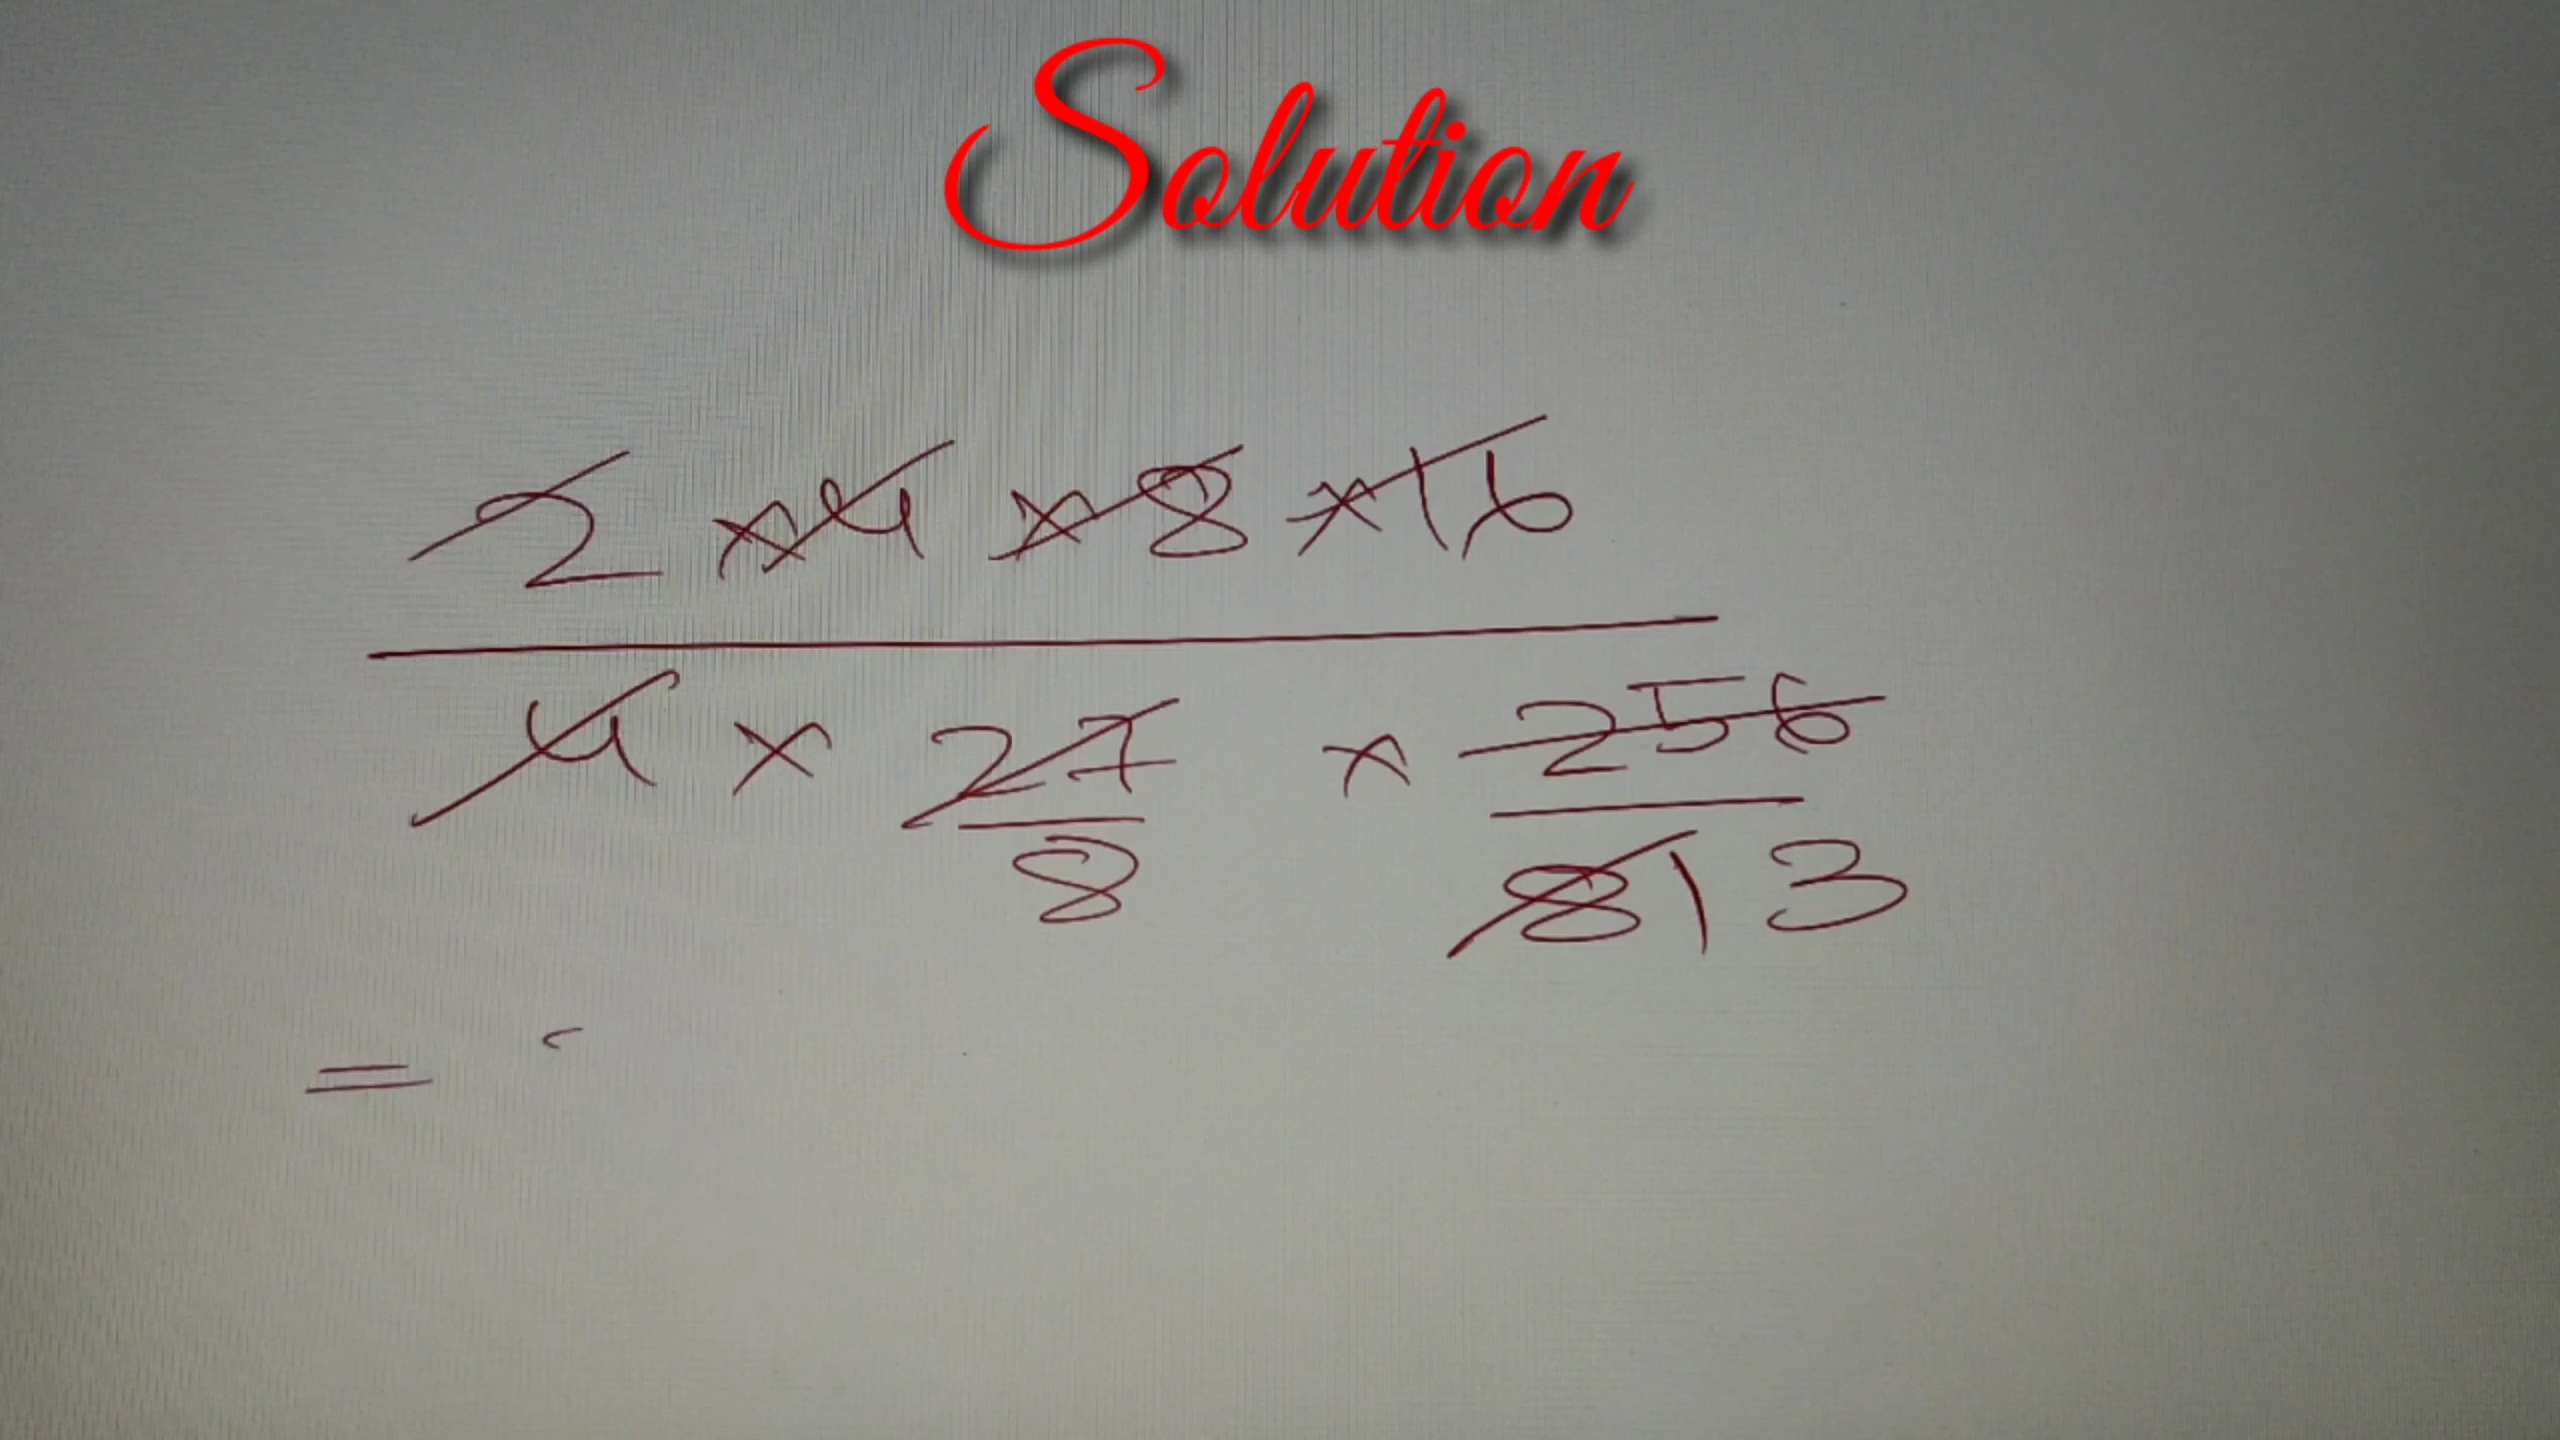 Solution
2 × 4 × 8 × 16
4 × 27 × 256
8 81 3
=